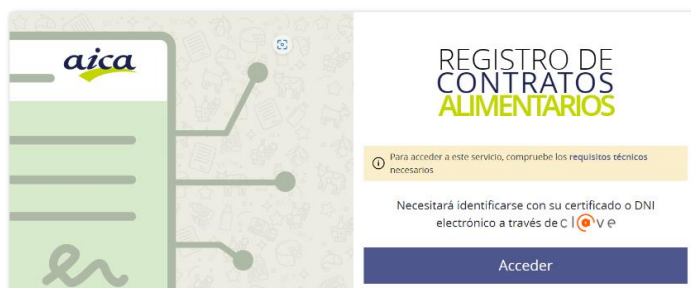 aica
REGISTRO DE
CONTRATOS
ALIMENTARIOS
Para acceder a este servicio, compruebe los requisitos técnicos
necesarios
Necesitará identificarse con su certificado o DNI
electrónico a través de cl@ve
Acceder